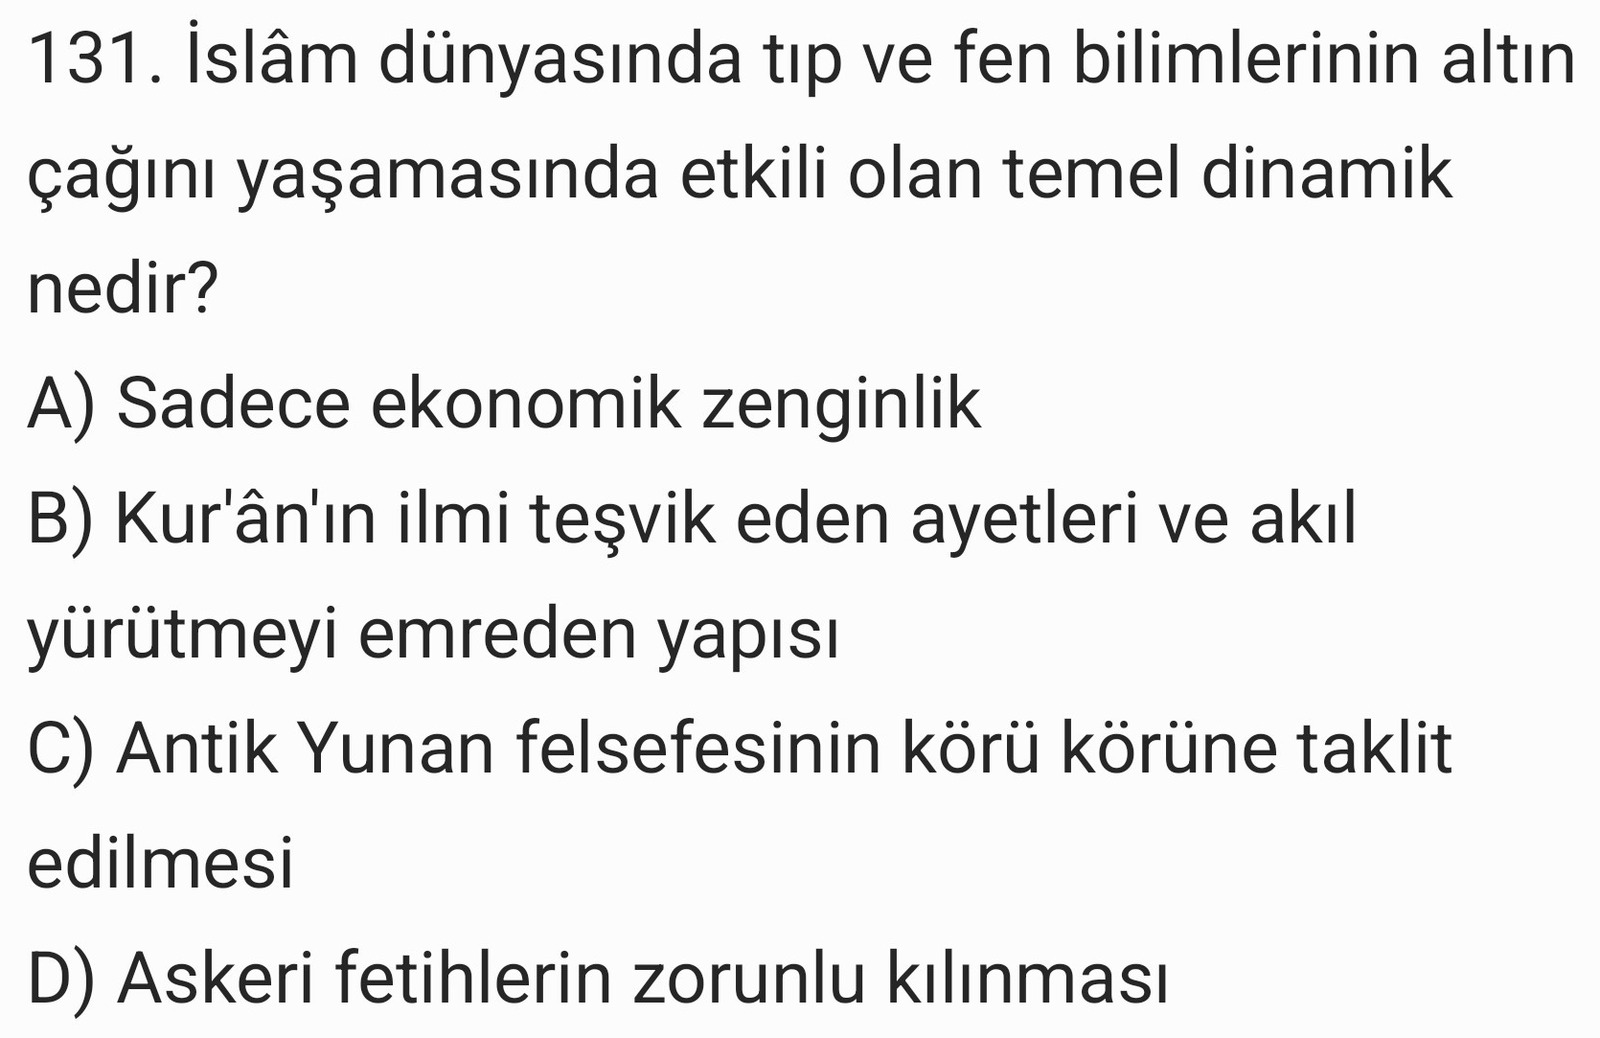 131. İslâm dünyasında tıp ve fen bilimlerinin altın
çağını yaşamasında etkili olan temel dinamik
nedir?
A) Sadece ekonomik zenginlik
B) Kur'ân'ın ilmi teşvik eden ayetleri ve akıl
yürütmeyi emreden yapısı
C) Antik Yunan felsefesinin körü körüne taklit
edilmesi
D) Askeri fetihlerin zorunlu kılınması